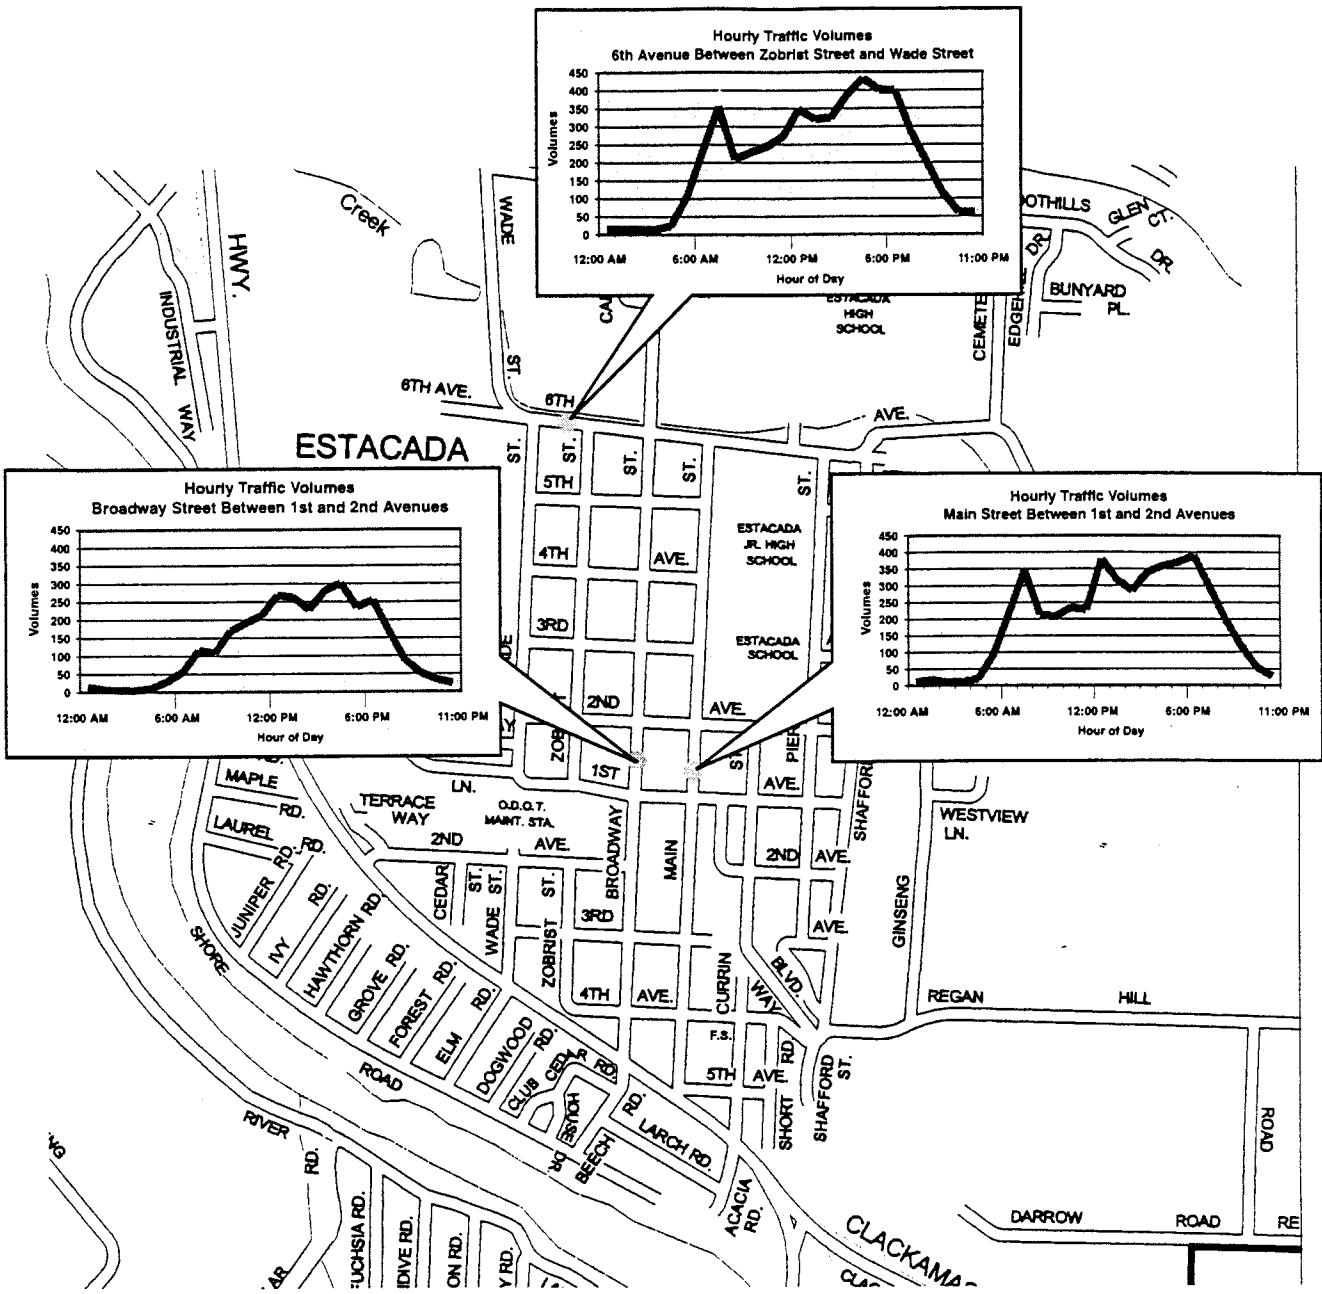 Hourly Traffic Volumes
6th Avenue Between Zobrist Street and Wade Street
450
400
350
300
250
200
150
100
50
0
Volumes
12:00 AM 6:00 AM 12:00 PM 6:00 PM 11:00 PM
Hour of Day
Creek
HWY.
INDUSTRIAL WAY
WADE
ST.
GLEN CT.
DR.
DR.
BUNYARD
PL.
ESTACADA
HIGH
SCHOOL
6TH AVE.
6TH
AVE.
ESTACADA
ST.
ST.
ST.
ST.
ST.
5TH
4TH
AVE.
3RD
ESTACADA
JR. HIGH
SCHOOL
ESTACADA
SCHOOL
2ND
AVE.
Hourly Traffic Volumes
Broadway Street Between 1st and 2nd Avenues
450
400
350
300
250
200
150
100
50
0
Volumes
12:00 AM 6:00 AM 12:00 PM 6:00 PM 11:00 PM
Hour of Day
Hourly Traffic Volumes
Main Street Between 1st and 2nd Avenues
450
400
350
300
250
200
150
100
50
0
Volumes
12:00 AM 6:00 AM 12:00 PM 6:00 PM 11:00 PM
Hour of Day
1ST
AVE.
MAPLE
RD.
LAUREL
RD.
LN.
TERRACE
WAY
O.D.O.T.
MAINT. STA.
2ND
AVE.
BROADWAY
MAIN
2ND
AVE.
WESTVIEW
LN.
CEDAR
ST.
WADE
ST.
ZOBRIST
ST.
3RD
AVE.
GINSENG
JUNIPER
RD.
IVY
RD.
HAWTHORN RD.
GROVE RD.
FOREST RD.
ELM RD.
DOGWOOD
RD.
CLUB
HOUSE
DR.
CEDAR
RD.
SHORE
ROAD
4TH
AVE.
CURRIN
WAY
BLVD.
REGAN
HILL
F.S.
5TH
AVE
SHORT
RD.
SHAFFORD
ST.
ROAD
RIVER
RD.
BEECH
RD.
LARCH RD.
ACACIA
RD.
DARROW
ROAD
RE
FUCHSIA RD.